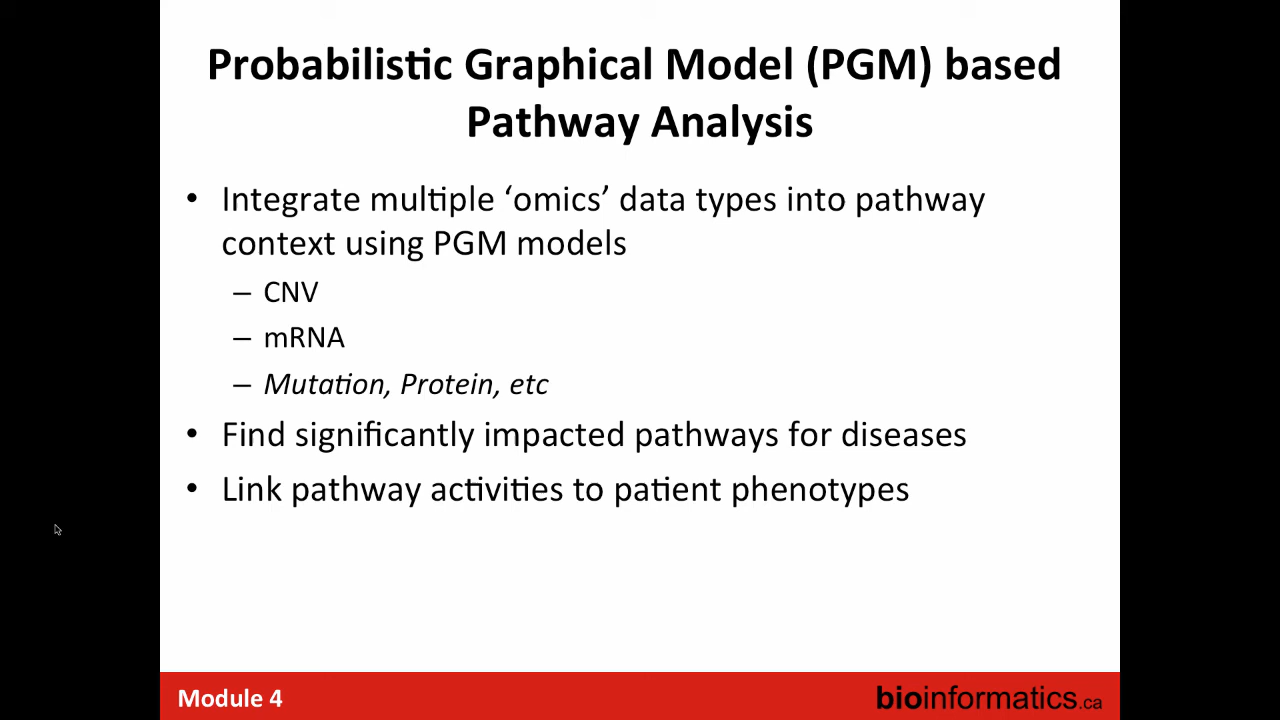 Probabilistic Graphical Model (PGM) based
Pathway Analysis
• Integrate multiple ‘omics’ data types into pathway
context using PGM models
– CNV
– mRNA
– Mutation, Protein, etc
• Find significantly impacted pathways for diseases
• Link pathway activities to patient phenotypes
Module 4
bioinformatics.ca